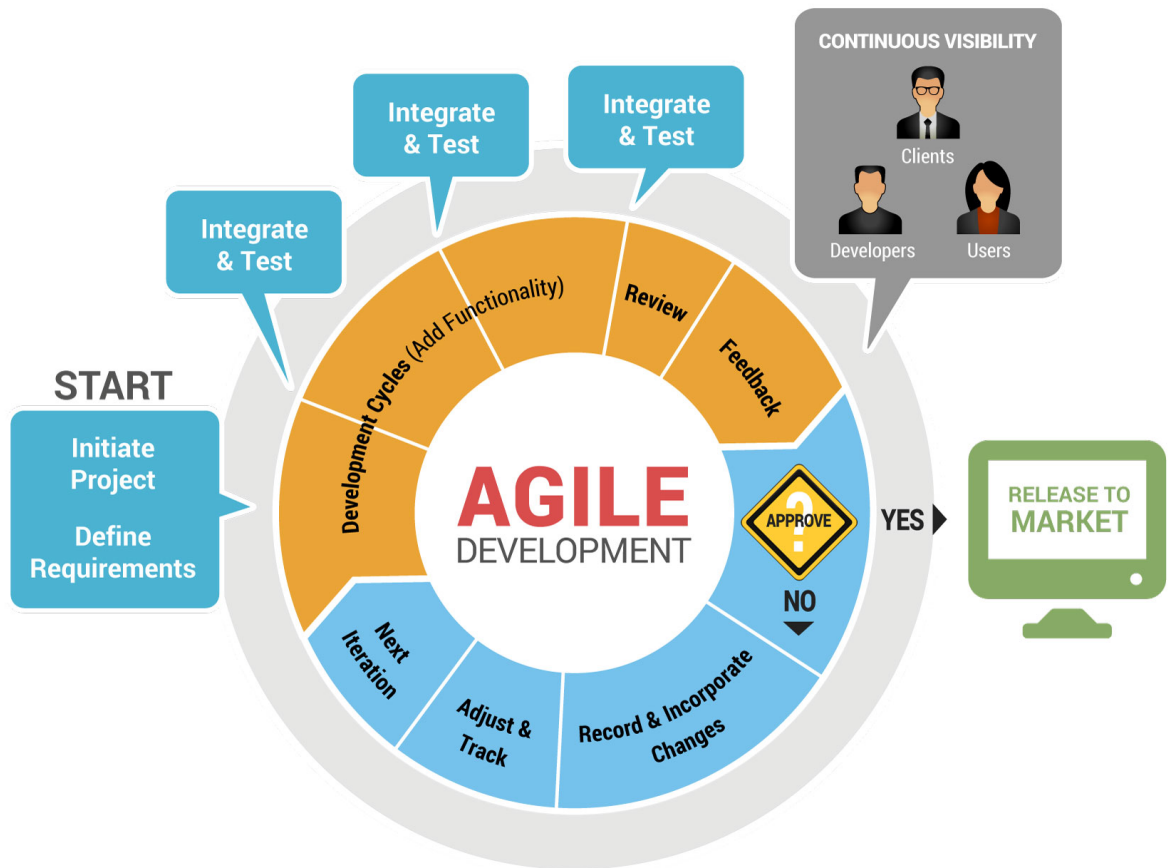 START
Initiate
Project
Define
Requirements
Integrate
& Test
Integrate
& Test
Integrate
& Test
CONTINUOUS VISIBILITY
Clients
Developers
Users
Development Cycles (Add Functionality)
Review
Feedback
?
APPROVE
YES
NO
RELEASE TO
MARKET
Record & Incorporate
Changes
Adjust &
Track
Next
Iteration
AGILE
DEVELOPMENT